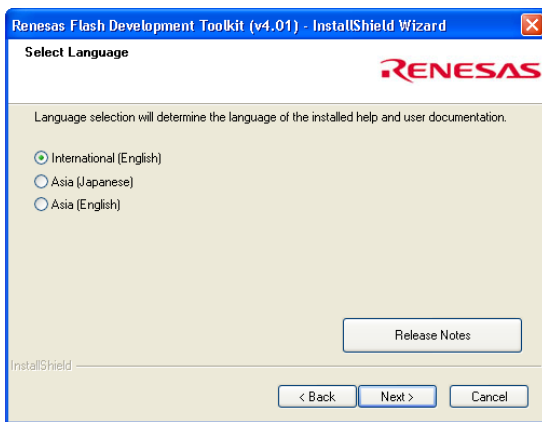 Renesas Flash Development Toolkit (v4.01) - InstallShield Wizard
Select Language
RENESAS
Language selection will determine the language of the installed help and user documentation.
International (English)
Asia (Japanese)
Asia (English)
Release Notes
InstallShield
< Back Next > Cancel